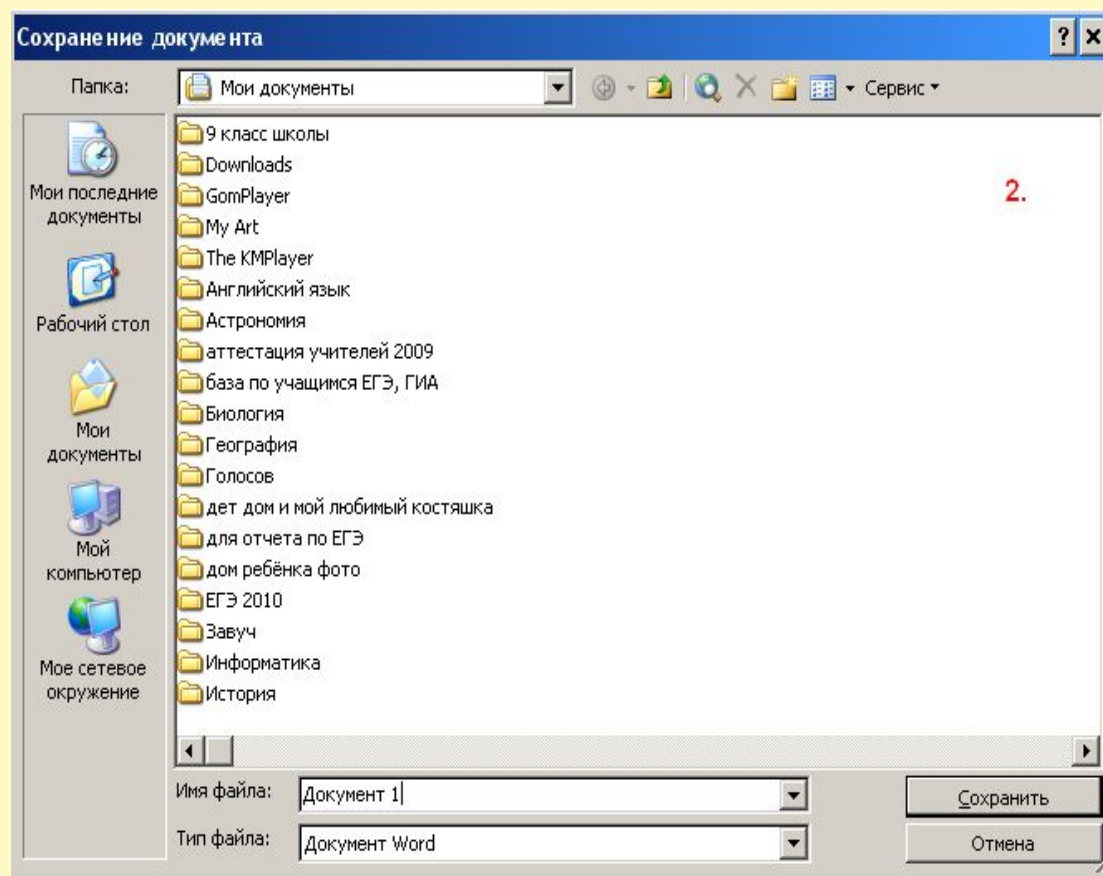 Сохранение документа
Папка:
Мои документы
Сервис
Мои последние
документы
Рабочий стол
Мои
документы
Мой
компьютер
Мое сетевое
окружение
9 класс школы
Downloads
GomPlayer
My Art
The KMPlayer
Английский язык
Астрономия
аттестация учителей 2009
база по учащимся ЕГЭ, ГИА
Биология
География
Голосов
дет дом и мой любимый костяшка
для отчета по ЕГЭ
дом ребёнка фото
ЕГЭ 2010
Завуч
Информатика
История
2.
Имя файла:
Документ 1
Сохранить
Тип файла:
Документ Word
Отмена